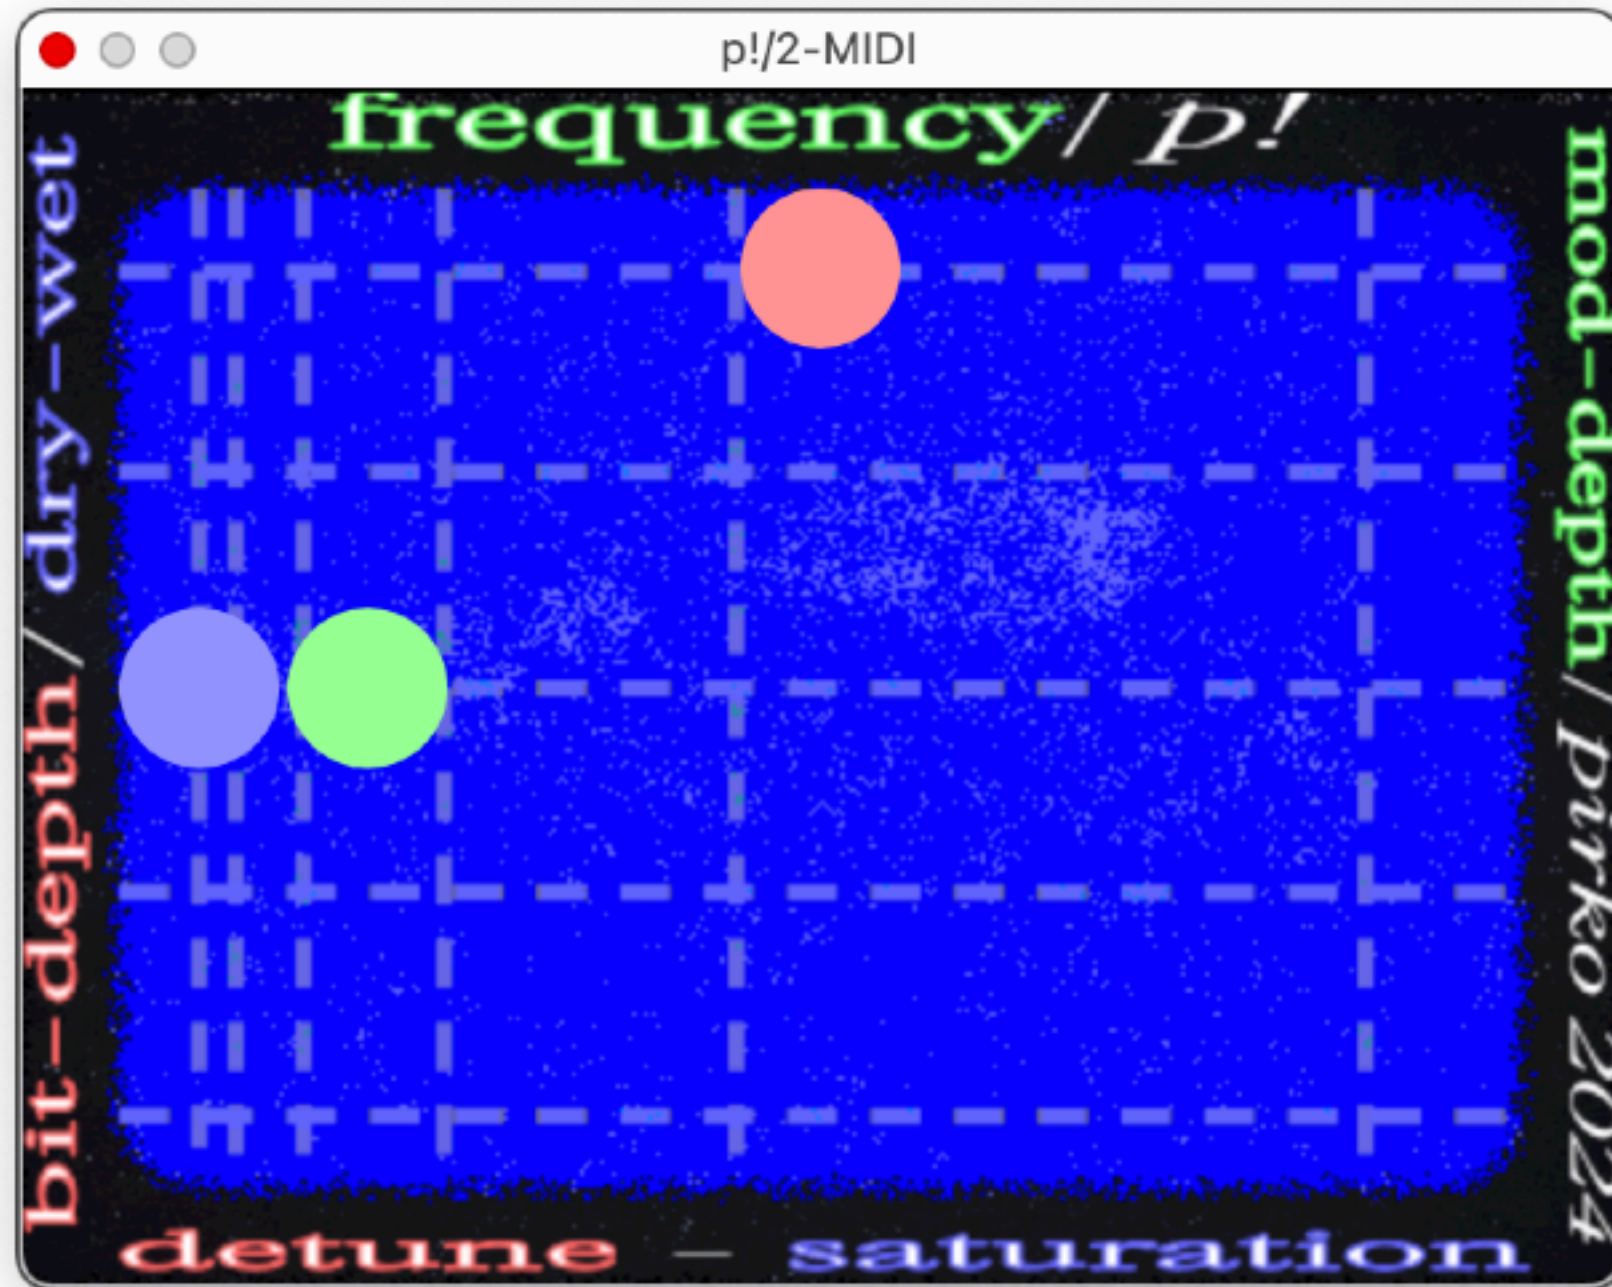 p!/2-MIDI
frequency/ p!
bit-depth/dry-wet
mod-depth/pirko 2024
detune - saturation